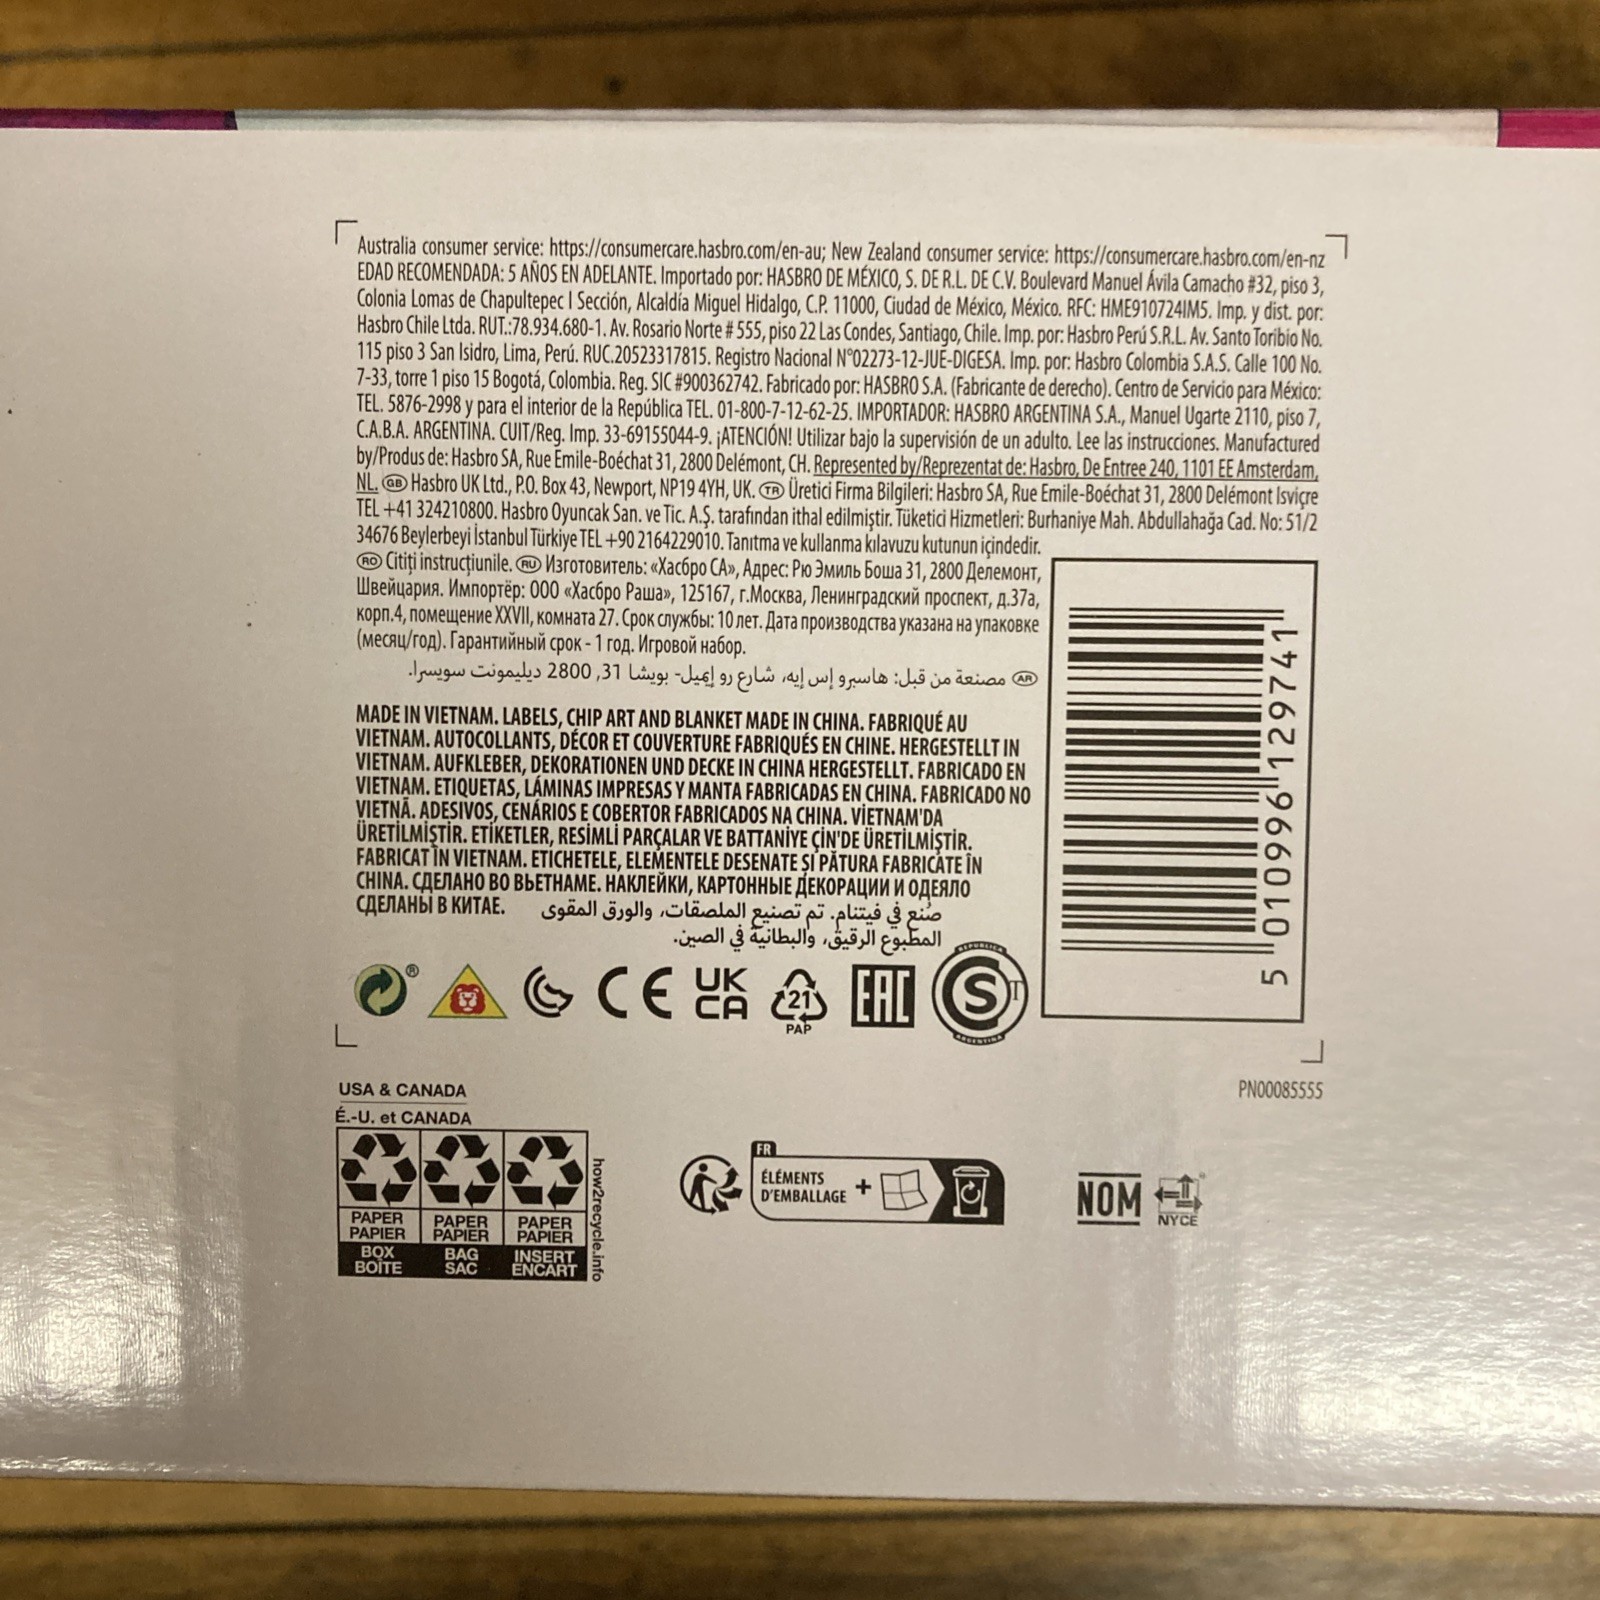 Australia consumer service: https://consumercare.hasbro.com/en-au; New Zealand consumer service: https://consumercare.hasbro.com/en-nz
EDAD RECOMENDADA: 5 AÑOS EN ADELANTE. Importado por: HASBRO DE MÉXICO, S. DE R.L. DE C.V. Boulevard Manuel Ávila Camacho #32, piso 3,
Colonia Lomas de Chapultepec I Sección, Alcaldía Miguel Hidalgo, C.P. 11000, Ciudad de México, México. RFC: HME910724IM5. Imp. y dist. por:
Hasbro Chile Ltda. RUT.:78.934.680-1. Av. Rosario Norte # 555, piso 22 Las Condes, Santiago, Chile. Imp. por: Hasbro Perú S.R.L. Av. Santo Toribio No.
115 piso 3 San Isidro, Lima, Perú. RUC.20523317815. Registro Nacional N°02273-12-JUE-DIGESA. Imp. por: Hasbro Colombia S.A.S. Calle 100 No.
7-33, torre 1 piso 15 Bogotá, Colombia. Reg. SIC #900362742. Fabricado por: HASBRO S.A. (Fabricante de derecho). Centro de Servicio para México:
TEL. 5876-2998 y para el interior de la República TEL. 01-800-7-12-62-25. IMPORTADOR: HASBRO ARGENTINA S.A., Manuel Ugarte 2110, piso 7,
C.A.B.A. ARGENTINA. CUIT/Reg. Imp. 33-69155044-9. ¡ATENCIÓN! Utilizar bajo la supervisión de un adulto. Lee las instrucciones. Manufactured
by/Produs de: Hasbro SA, Rue Emile-Boéchat 31, 2800 Delémont, CH. Represented by/Reprezentat de: Hasbro, De Entree 240, 1101 EE Amsterdam,
NL. GB Hasbro UK Ltd., P.O. Box 43, Newport, NP19 4YH, UK. TR Üretici Firma Bilgileri: Hasbro SA, Rue Emile-Boéchat 31, 2800 Delémont Isviçre
TEL +41 324210800. Hasbro Oyuncak San. ve Tic. A.Ş. tarafından ithal edilmiştir. Tüketici Hizmetleri: Burhaniye Mah. Abdullahağa Cad. No: 51/2
34676 Beylerbeyi İstanbul Türkiye TEL +90 2164229010. Tanıtma ve kullanma kılavuzu kutunun içindedir.
RO Citiți instrucțiunile. RU Изготовитель: «Хасбро СА», Адрес: Рю Эмиль Боша 31, 2800 Делемонт,
Швейцария. Импортёр: ООО «Хасбро Раша», 125167, г.Москва, Ленинградский проспект, д.37а,
корп.4, помещение XXVII, комната 27. Срок службы: 10 лет. Дата производства указана на упаковке
(месяц/год). Гарантийный срок - 1 год. Игровой набор.
AR مصنعة من قبل: هاسبرو إس إيه، شارع رو إيميل- بويشا 31, 2800 ديليمونت سويسرا.
MADE IN VIETNAM. LABELS, CHIP ART AND BLANKET MADE IN CHINA. FABRIQUÉ AU
VIETNAM. AUTOCOLLANTS, DÉCOR ET COUVERTURE FABRIQUÉS EN CHINE. HERGESTELLT IN
VIETNAM. AUFKLEBER, DEKORATIONEN UND DECKE IN CHINA HERGESTELLT. FABRICADO EN
VIETNAM. ETIQUETAS, LÁMINAS IMPRESAS Y MANTA FABRICADAS EN CHINA. FABRICADO NO
VIETNÃ. ADESIVOS, CENÁRIOS E COBERTOR FABRICADOS NA CHINA. VİETNAM'DA
ÜRETİLMİŞTİR. ETİKETLER, RESİMLİ PARÇALAR VE BATTANİYE ÇİN'DE ÜRETİLMİŞTİR.
FABRICAT ÎN VIETNAM. ETICHETELE, ELEMENTELE DESENATE ȘI PĂTURA FABRICATE ÎN
CHINA. СДЕЛАНО ВО ВЬЕТНАМЕ. НАКЛЕЙКИ, КАРТОННЫЕ ДЕКОРАЦИИ И ОДЕЯЛО
СДЕЛАНЫ В КИТАЕ. صُنع في فيتنام. تم تصنيع الملصقات، والورق المقوى
المطبوع الرقيق، والبطانية في الصين.
5 010996 129741
® CE UK CA 21 PAP EAC REPUBLICA S T ARGENTINA
PN00085555
USA & CANADA
É.-U. et CANADA
PAPER PAPIER BOX BOÎTE
PAPER PAPIER BAG SAC
PAPER PAPIER INSERT ENCART
how2recycle.info
FR
ÉLÉMENTS
D'EMBALLAGE +
NOM
NYCE